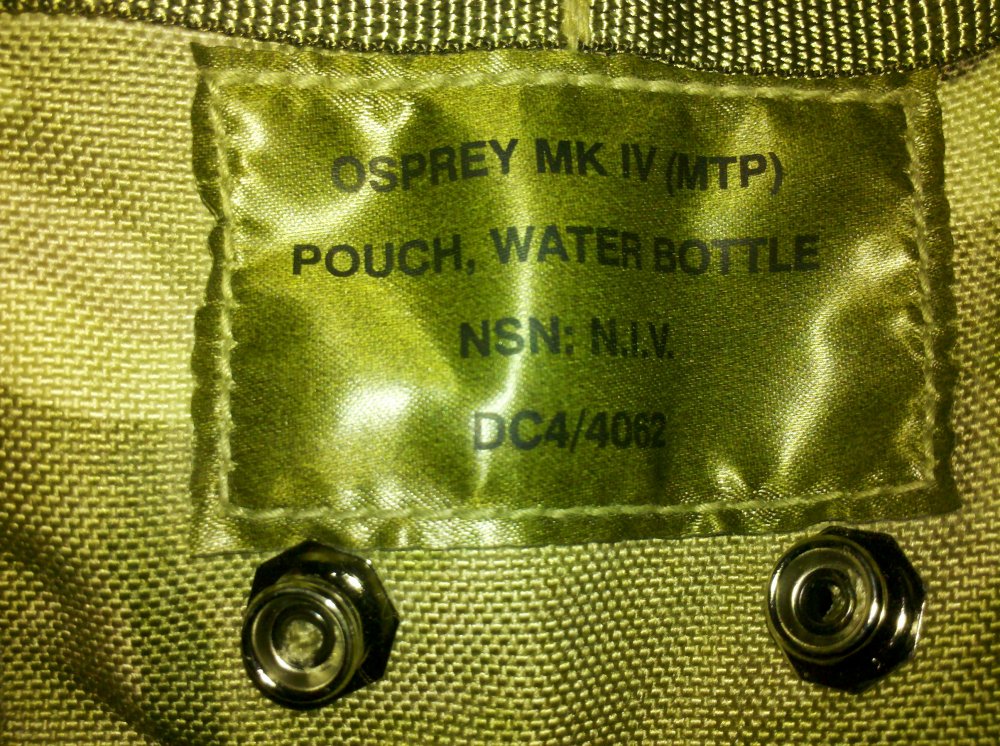 OSPREY MK IV (MTP)
POUCH, WATER BOTTLE
NSN: N.I.V.
DC4/4062